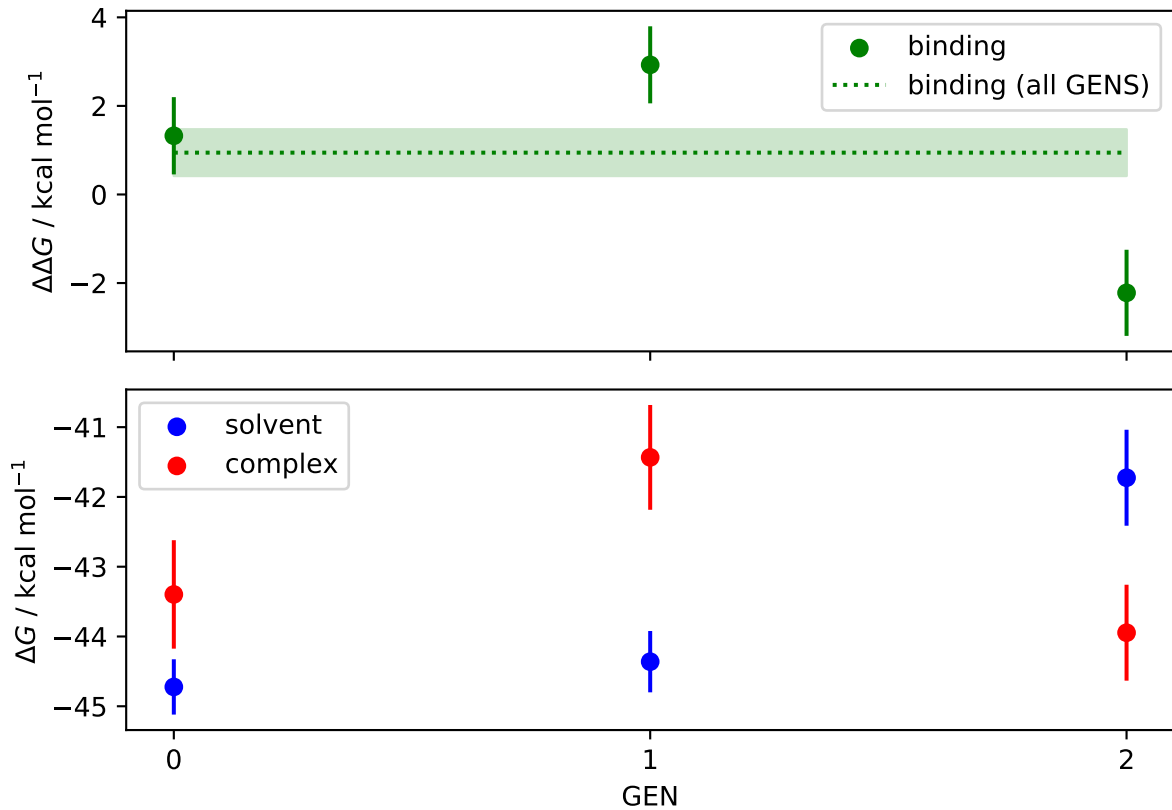 4
2
0
−2
ΔΔG / kcal mol⁻¹
binding
binding (all GENS)
−41
−42
−43
−44
−45
ΔG / kcal mol⁻¹
solvent
complex
0 1 2
GEN